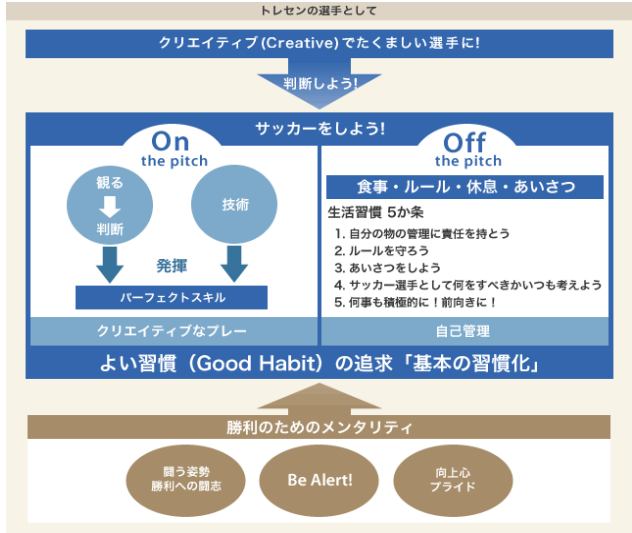 トレセンの選手として
クリエイティブ(Creative)でたくましい選手に!
判断しよう!
サッカーをしよう!
On
the pitch
観る
判断
技術
発揮
パーフェクトスキル
クリエイティブなプレー
Off
the pitch
食事・ルール・休息・あいさつ
生活習慣 5か条
1. 自分の物の管理に責任を持とう
2. ルールを守ろう
3. あいさつをしよう
4. サッカー選手として何をすべきかいつも考えよう
5. 何事も積極的に！前向きに！
自己管理
よい習慣（Good Habit）の追求「基本の習慣化」
勝利のためのメンタリティ
闘う姿勢
勝利への闘志
Be Alert!
向上心
プライド